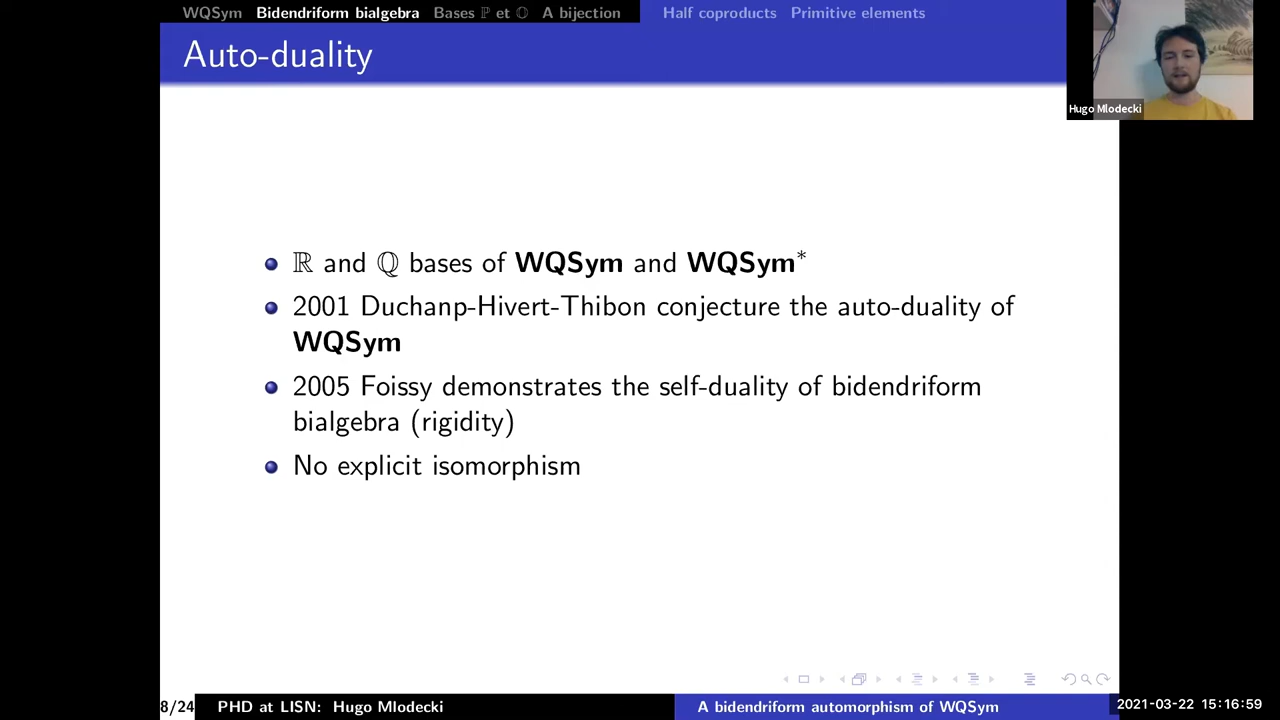 WQSym Bidendriform bialgebra Bases ℙ et 𝕆 A bijection Half coproducts Primitive elements
Auto-duality
Hugo Mlodecki
ℝ and ℚ bases of WQSym and WQSym*
2001 Duchanp-Hivert-Thibon conjecture the auto-duality of
WQSym
2005 Foissy demonstrates the self-duality of bidendriform
bialgebra (rigidity)
No explicit isomorphism
8/24 PHD at LISN: Hugo Mlodecki A bidendriform automorphism of WQSym 2021-03-22 15:16:59